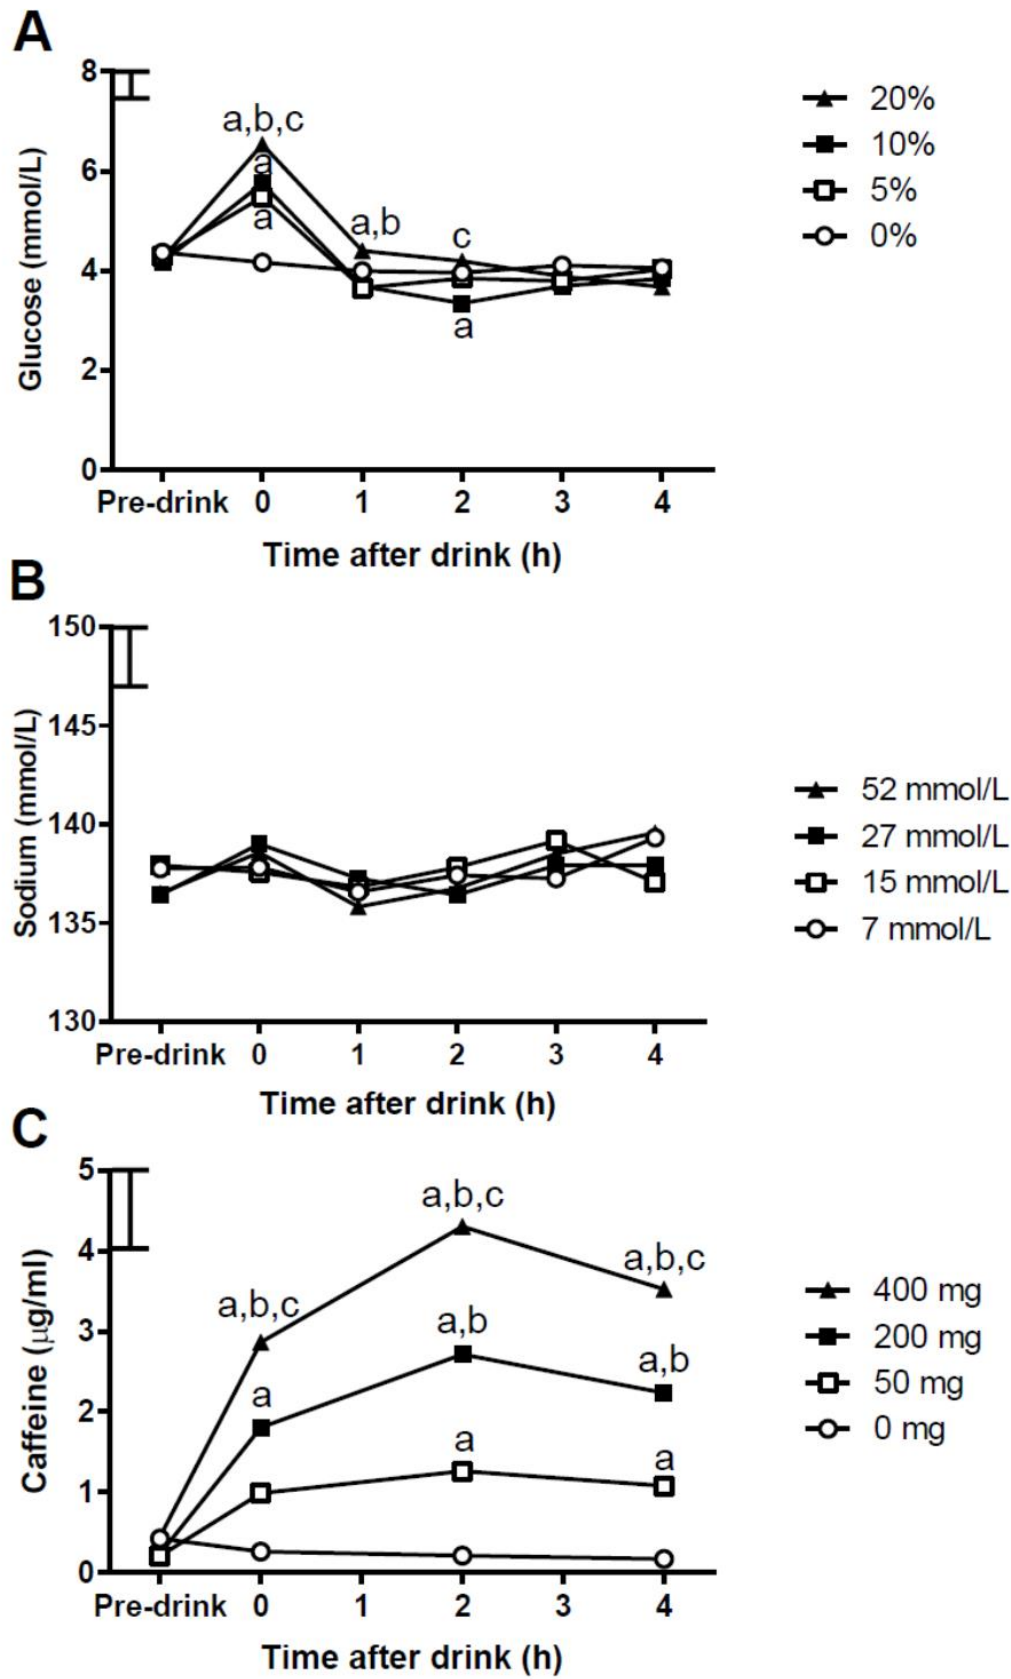 A
8
6
4
2
0
Glucose (mmol/L)
a,b,c
a
a
a,b
c
a
Pre-drink 0 1 2 3 4
Time after drink (h)
20%
10%
5%
0%
B
150
145
140
135
130
Sodium (mmol/L)
Pre-drink 0 1 2 3 4
Time after drink (h)
52 mmol/L
27 mmol/L
15 mmol/L
7 mmol/L
C
5
4
3
2
1
0
Caffeine (µg/ml)
a,b,c
a,b,c
a,b,c
a
a,b
a,b
a
a
Pre-drink 0 1 2 3 4
Time after drink (h)
400 mg
200 mg
50 mg
0 mg